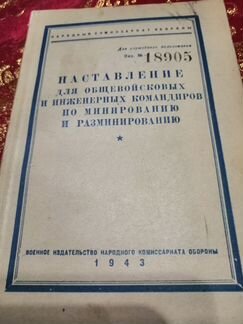 НАРОДНЫЙ КОМИССАРИАТ ОБОРОНЫ
Для служебного пользования
Экз. № 18905
НАСТАВЛЕНИЕ
ДЛЯ ОБЩЕВОЙСКОВЫХ
И ИНЖЕНЕРНЫХ КОМАНДИРОВ
ПО МИНИРОВАНИЮ
И РАЗМИНИРОВАНИЮ
ВОЕННОЕ ИЗДАТЕЛЬСТВО НАРОДНОГО КОМИССАРИАТА ОБОРОНЫ
1943